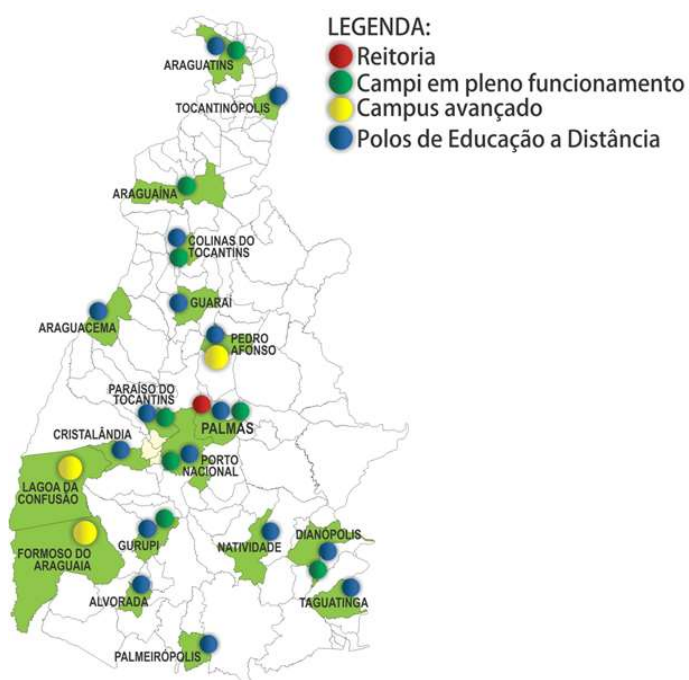 LEGENDA:
Reitoria
Campi em pleno funcionamento
Campus avançado
Polos de Educação a Distância
ARAGUATINS
TOCANTINÓPOLIS
ARAGUAÍNA
COLINAS DO
TOCANTINS
GUARAÍ
ARAGUACEMA
PEDRO
AFONSO
PARAÍSO DO
TOCANTINS
PALMAS
CRISTALÂNDIA
PORTO
NACIONAL
LAGOA DA
CONFUSÃO
FORMOSO DO
ARAGUAIA
GURUPI
NATIVIDADE
DIANÓPOLIS
ALVORADA
TAGUATINGA
PALMEIRÓPOLIS